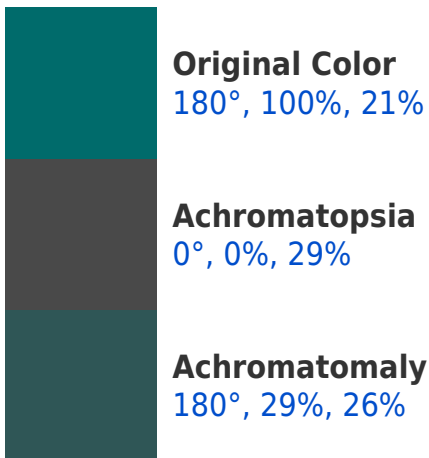 Original Color
180°, 100%, 21%
Achromatopsia
0°, 0%, 29%
Achromatomaly
180°, 29%, 26%